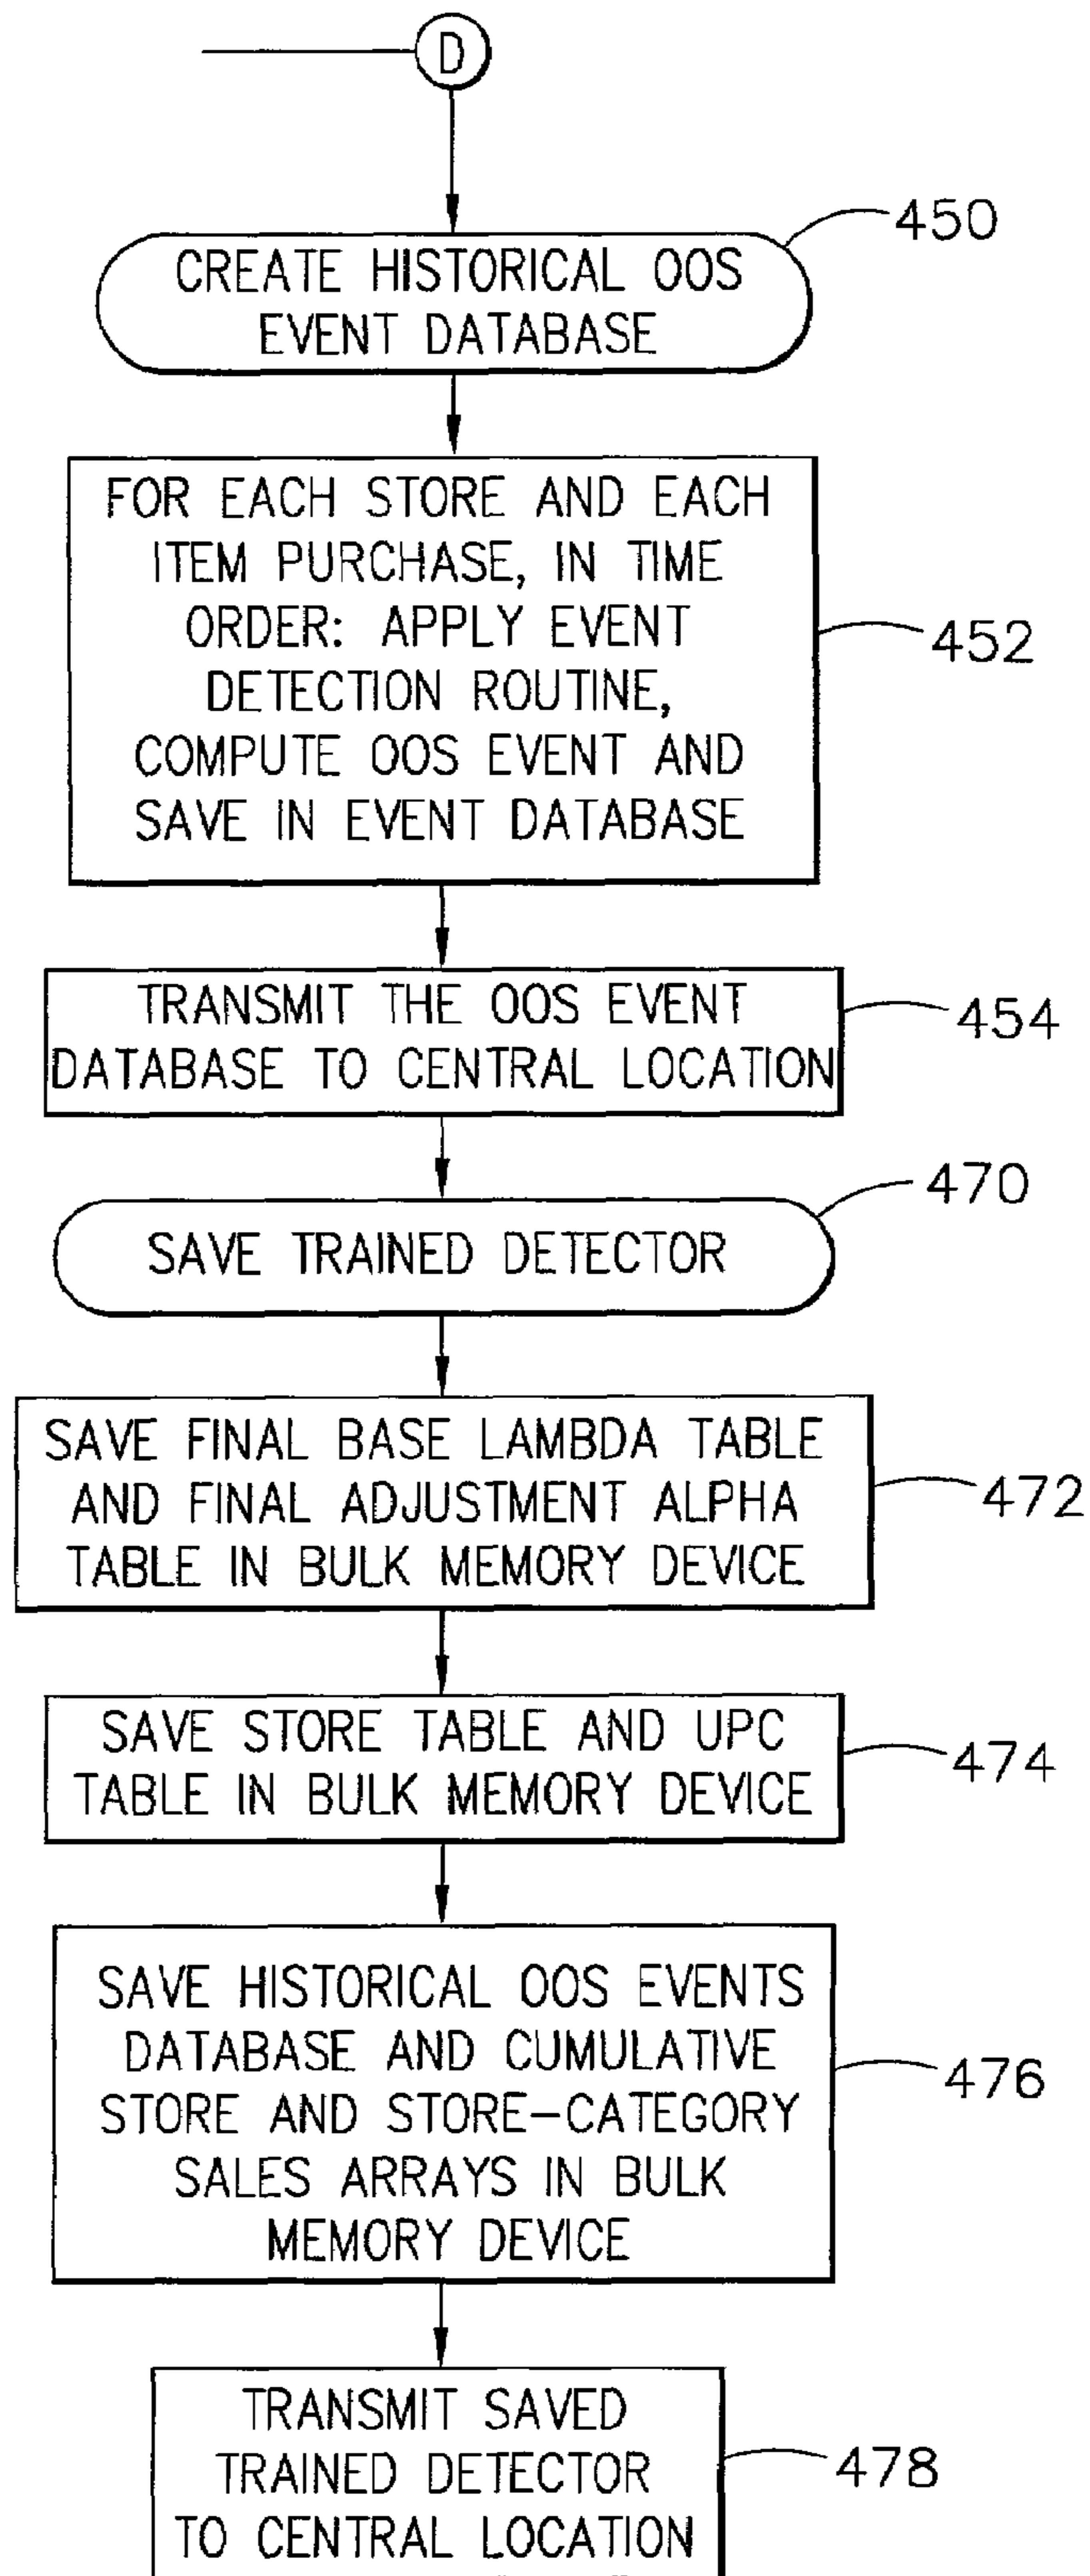 D
450
CREATE HISTORICAL OOS
EVENT DATABASE
FOR EACH STORE AND EACH
ITEM PURCHASE, IN TIME
ORDER: APPLY EVENT
DETECTION ROUTINE,
COMPUTE OOS EVENT AND
SAVE IN EVENT DATABASE
452
TRANSMIT THE OOS EVENT
DATABASE TO CENTRAL LOCATION
454
470
SAVE TRAINED DETECTOR
SAVE FINAL BASE LAMBDA TABLE
AND FINAL ADJUSTMENT ALPHA
TABLE IN BULK MEMORY DEVICE
472
SAVE STORE TABLE AND UPC
TABLE IN BULK MEMORY DEVICE
474
SAVE HISTORICAL OOS EVENTS
DATABASE AND CUMULATIVE
STORE AND STORE-CATEGORY
SALES ARRAYS IN BULK
MEMORY DEVICE
476
TRANSMIT SAVED
TRAINED DETECTOR
TO CENTRAL LOCATION
478